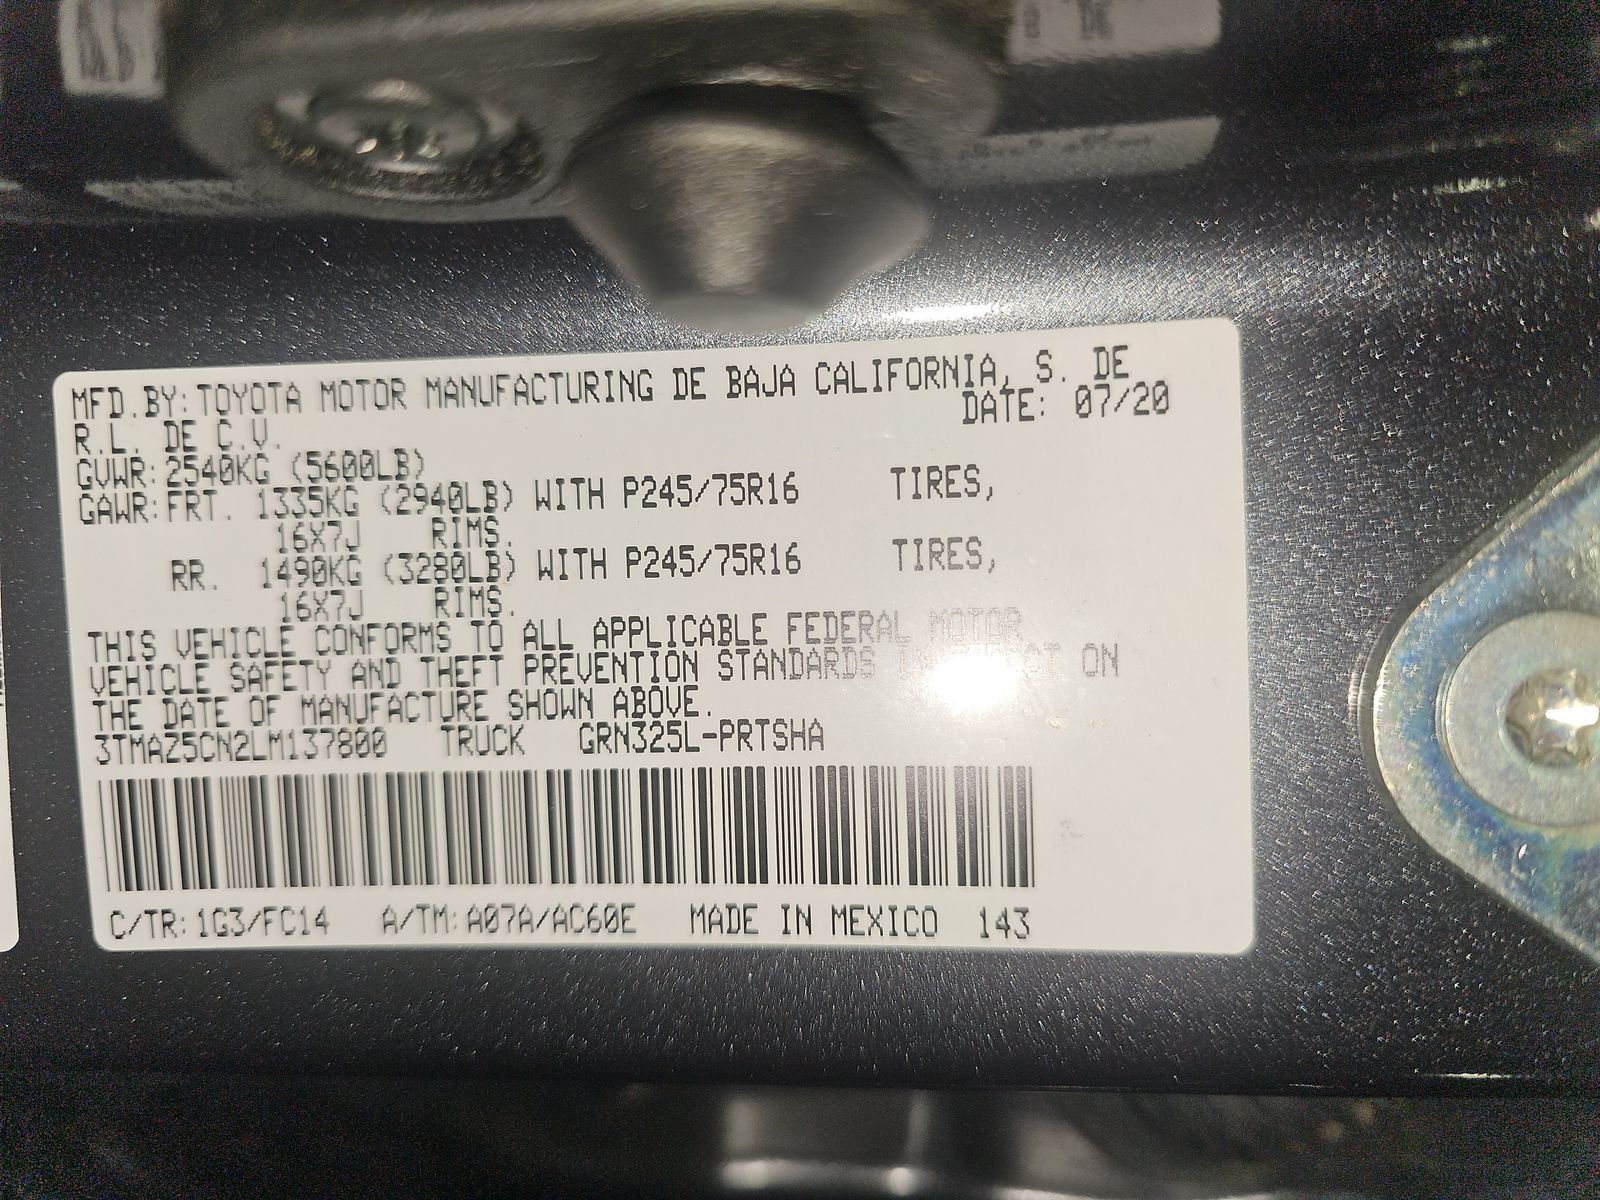 MFD.BY: TOYOTA MOTOR MANUFACTURING DE BAJA CALIFORNIA, S. DE
R.L. DE C.V. DATE: 07/20
GVWR: 2540KG (5600LB)
GAWR: FRT. 1335KG (2940LB) WITH P245/75R16 TIRES,
16X7J RIMS.
RR. 1490KG (3280LB) WITH P245/75R16 TIRES,
16X7J RIMS.
THIS VEHICLE CONFORMS TO ALL APPLICABLE FEDERAL MOTOR
VEHICLE SAFETY AND THEFT PREVENTION STANDARDS IN EFFECT ON
THE DATE OF MANUFACTURE SHOWN ABOVE.
3TMAZ5CN2LM137800 TRUCK GRN325L-PRTSHA
C/TR: 1G3/FC14 A/TM: A07A/AC60E MADE IN MEXICO 143